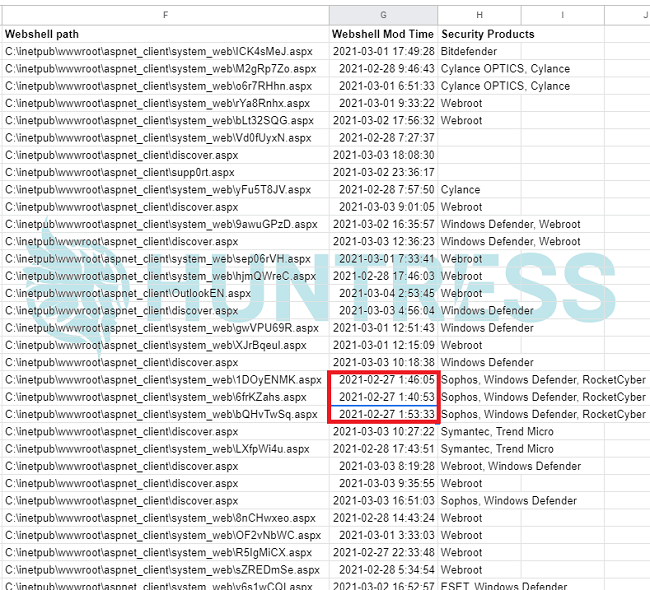 F G H I J
Webshell path Webshell Mod Time Security Products
C:\inetpub\wwwroot\aspnet_client\system_web\ICK4sMeJ.aspx 2021-03-01 17:49:28 Bitdefender
C:\inetpub\wwwroot\aspnet_client\system_web\M2gRp7Zo.aspx 2021-02-28 9:46:43 Cylance OPTICS, Cylance
C:\inetpub\wwwroot\aspnet_client\system_web\o6r7RHhn.aspx 2021-03-01 6:51:33 Cylance OPTICS, Cylance
C:\inetpub\wwwroot\aspnet_client\system_web\rYa8Rnhx.aspx 2021-03-01 9:33:22 Webroot
C:\inetpub\wwwroot\aspnet_client\system_web\bLt32SQG.aspx 2021-03-02 17:56:32 Webroot
C:\inetpub\wwwroot\aspnet_client\system_web\Vd0fUyxN.aspx 2021-02-28 7:27:37
C:\inetpub\wwwroot\aspnet_client\discover.aspx 2021-03-03 18:08:30
C:\inetpub\wwwroot\aspnet_client\supp0rt.aspx 2021-03-02 23:36:17
C:\inetpub\wwwroot\aspnet_client\system_web\yFu5T8JV.aspx 2021-02-28 7:57:50 Cylance
C:\inetpub\wwwroot\aspnet_client\discover.aspx 2021-03-03 9:01:05 Webroot
C:\inetpub\wwwroot\aspnet_client\system_web\9awuGPzD.aspx 2021-03-02 16:35:57 Windows Defender, Webroot
C:\inetpub\wwwroot\aspnet_client\discover.aspx 2021-03-03 12:36:23 Windows Defender, Webroot
C:\inetpub\wwwroot\aspnet_client\system_web\sep06rVH.aspx 2021-03-01 7:33:41 Webroot
C:\inetpub\wwwroot\aspnet_client\system_web\hjmQWreC.aspx 2021-02-28 17:46:03 Webroot
C:\inetpub\wwwroot\aspnet_client\OutlookEN.aspx 2021-03-04 2:53:45 Webroot
HUNTRESS
C:\inetpub\wwwroot\aspnet_client\discover.aspx 2021-03-03 4:56:04 Windows Defender
C:\inetpub\wwwroot\aspnet_client\system_web\gwVPU69R.aspx 2021-03-01 12:51:43 Windows Defender
C:\inetpub\wwwroot\aspnet_client\system_web\XJrBqeuI.aspx 2021-03-01 12:15:09 Webroot
C:\inetpub\wwwroot\aspnet_client\discover.aspx 2021-03-03 10:18:38 Windows Defender
C:\inetpub\wwwroot\aspnet_client\system_web\1DOyENMK.aspx 2021-02-27 1:46:05 Sophos, Windows Defender, RocketCyber
C:\inetpub\wwwroot\aspnet_client\system_web\6frKZahs.aspx 2021-02-27 1:40:53 Sophos, Windows Defender, RocketCyber
C:\inetpub\wwwroot\aspnet_client\system_web\bQHvTwSq.aspx 2021-02-27 1:53:33 Sophos, Windows Defender, RocketCyber
C:\inetpub\wwwroot\aspnet_client\discover.aspx 2021-03-03 10:27:22 Symantec, Trend Micro
C:\inetpub\wwwroot\aspnet_client\system_web\LXfpWi4u.aspx 2021-02-28 17:43:51 Symantec, Trend Micro
C:\inetpub\wwwroot\aspnet_client\discover.aspx 2021-03-03 8:19:28 Webroot, Windows Defender
C:\inetpub\wwwroot\aspnet_client\discover.aspx 2021-03-03 9:35:55 Webroot
C:\inetpub\wwwroot\aspnet_client\discover.aspx 2021-03-03 16:51:03 Sophos, Windows Defender
C:\inetpub\wwwroot\aspnet_client\system_web\8nCHwxeo.aspx 2021-02-28 14:43:24 Webroot
C:\inetpub\wwwroot\aspnet_client\system_web\OF2vNbWC.aspx 2021-03-01 3:33:03 Webroot
C:\inetpub\wwwroot\aspnet_client\system_web\R5IgMiCX.aspx 2021-02-27 22:33:48 Webroot
C:\inetpub\wwwroot\aspnet_client\system_web\sZREDmSe.aspx 2021-02-28 5:34:54 Webroot
C:\inetpub\wwwroot\aspnet_client\system_web\v6s1wCQI.aspx 2021-03-02 16:52:57 ESET, Windows Defender